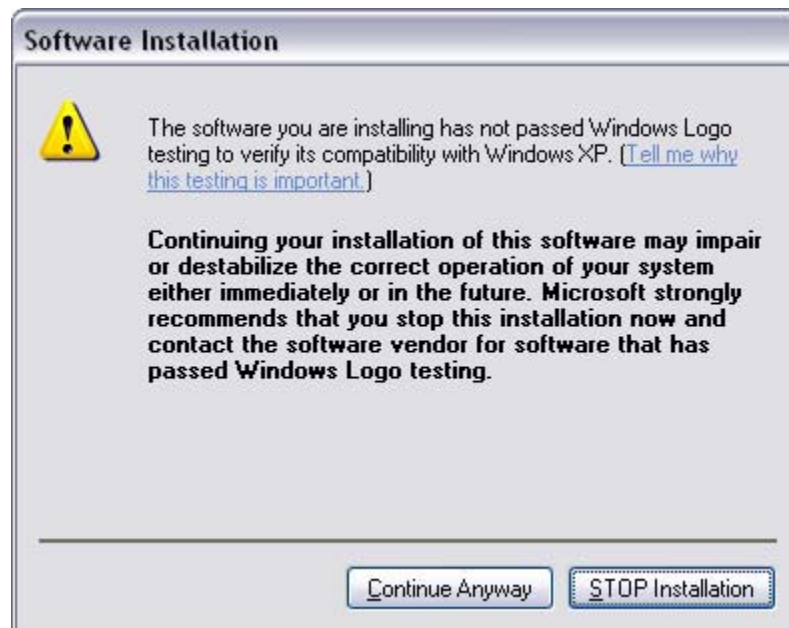 Software Installation
The software you are installing has not passed Windows Logo
testing to verify its compatibility with Windows XP. (Tell me why
this testing is important.)
Continuing your installation of this software may impair
or destabilize the correct operation of your system
either immediately or in the future. Microsoft strongly
recommends that you stop this installation now and
contact the software vendor for software that has
passed Windows Logo testing.
Continue Anyway
STOP Installation